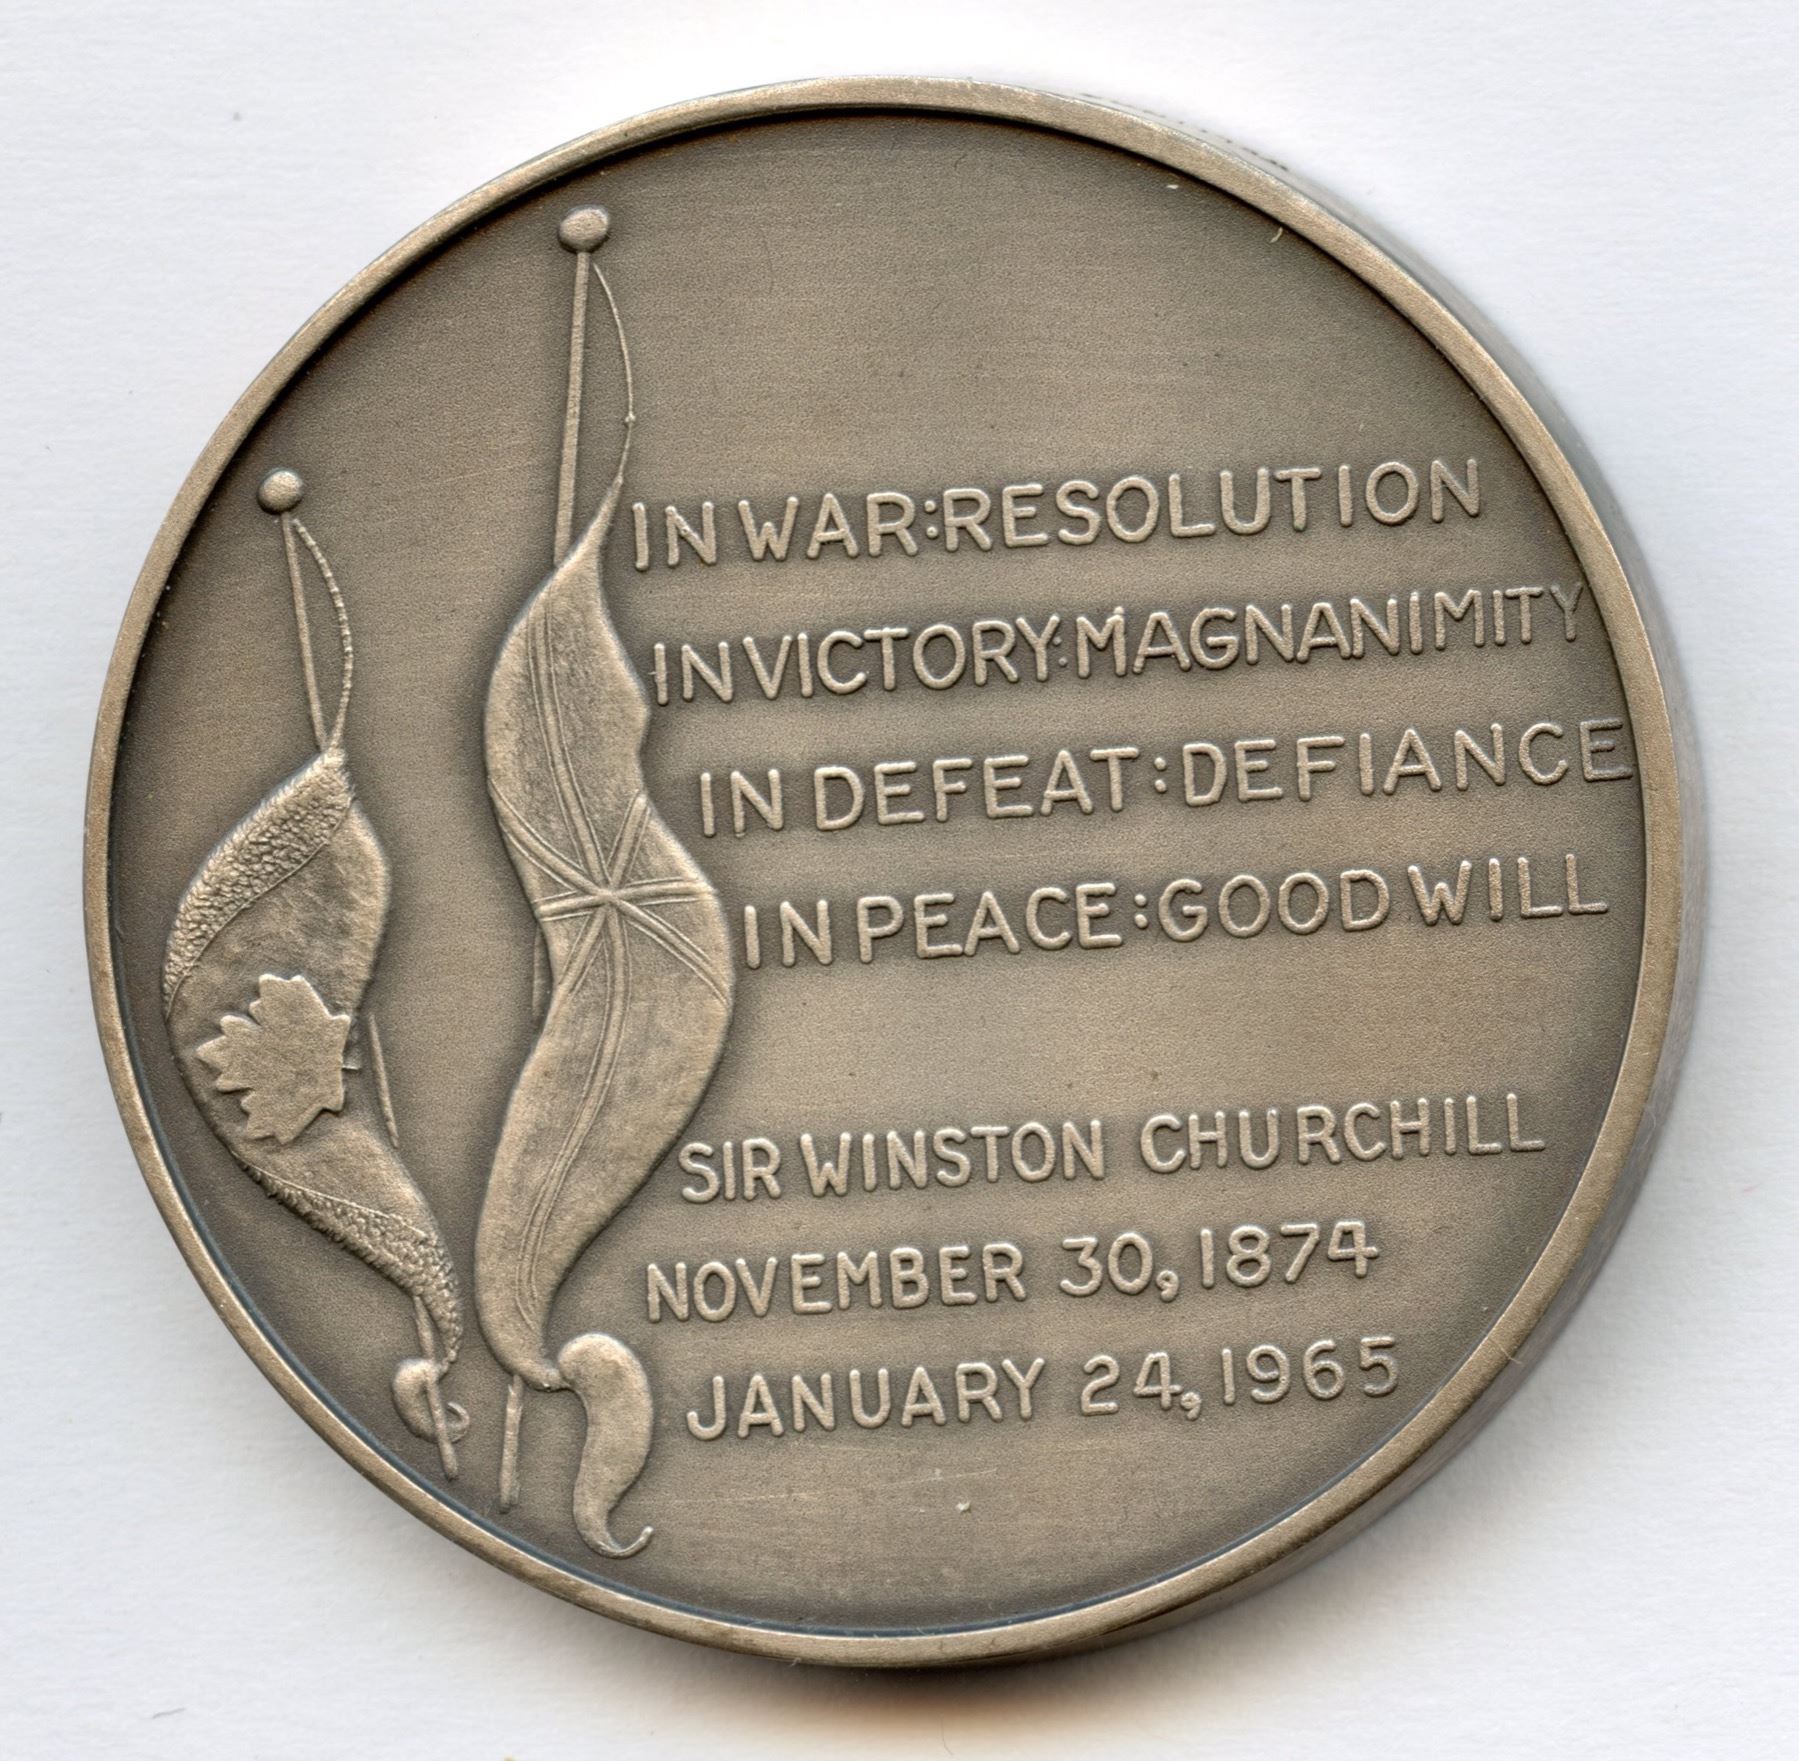 IN WAR:RESOLUTION
IN VICTORY:MAGNANIMITY
IN DEFEAT:DEFIANCE
IN PEACE:GOOD WILL
SIR WINSTON CHURCHILL
NOVEMBER 30, 1874
JANUARY 24, 1965